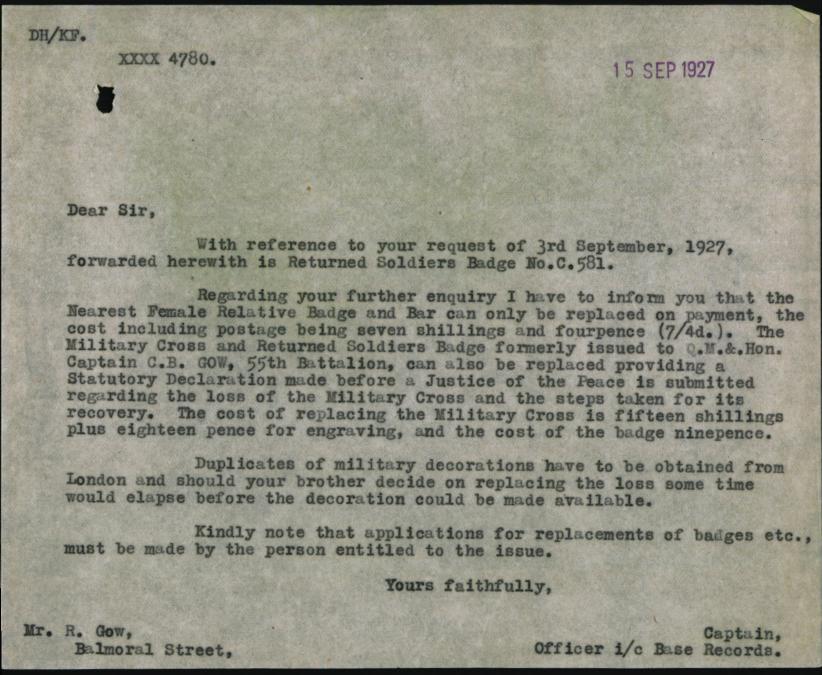 DH/KF.
XXXX 4780.
15 SEP 1927
Dear Sir,
With reference to your request of 3rd September, 1927,
forwarded herewith is Returned Soldiers Badge No.C.581.
Regarding your further enquiry I have to inform you that the
Nearest Female Relative Badge and Bar can only be replaced on payment, the
cost including postage being seven shillings and fourpence (7/4d.). The
Military Cross and Returned Soldiers Badge formerly issued to Q.M.&.Hon.
Captain C.B. GOW, 55th Battalion, can also be replaced providing a
Statutory Declaration made before a Justice of the Peace is submitted
regarding the loss of the Military Cross and the steps taken for its
recovery. The cost of replacing the Military Cross is fifteen shillings
plus eighteen pence for engraving, and the cost of the badge ninepence.
Duplicates of military decorations have to be obtained from
London and should your brother decide on replacing the loss some time
would elapse before the decoration could be made available.
Kindly note that applications for replacements of badges etc.,
must be made by the person entitled to the issue.
Yours faithfully,
Mr. R. Gow,
Balmoral Street,
Captain,
Officer i/c Base Records.